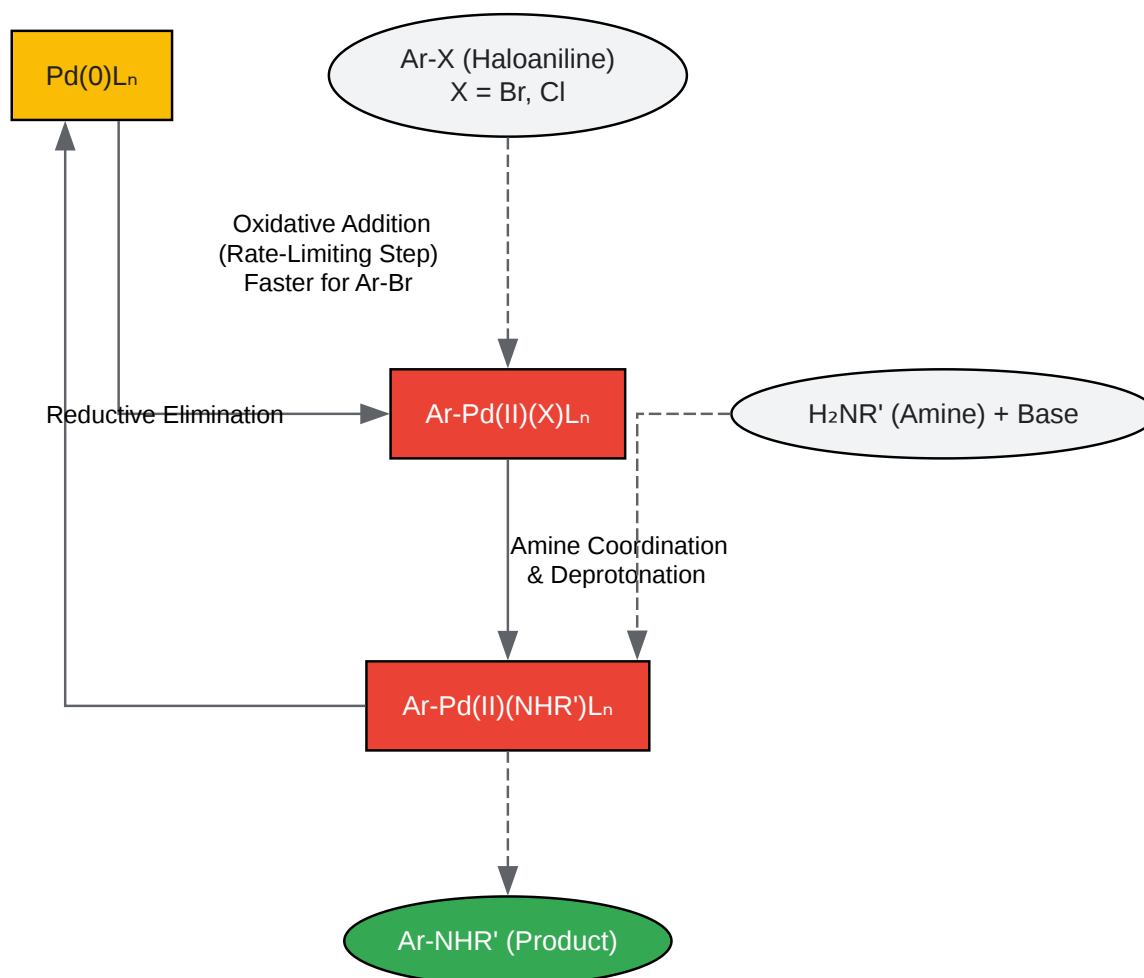 Pd(0)Lₙ
Ar-X (Haloaniline)
X = Br, Cl
Oxidative Addition
(Rate-Limiting Step)
Faster for Ar-Br
Reductive Elimination
Ar-Pd(II)(X)Lₙ
H₂NR' (Amine) + Base
Amine Coordination
& Deprotonation
Ar-Pd(II)(NHR')Lₙ
Ar-NHR' (Product)